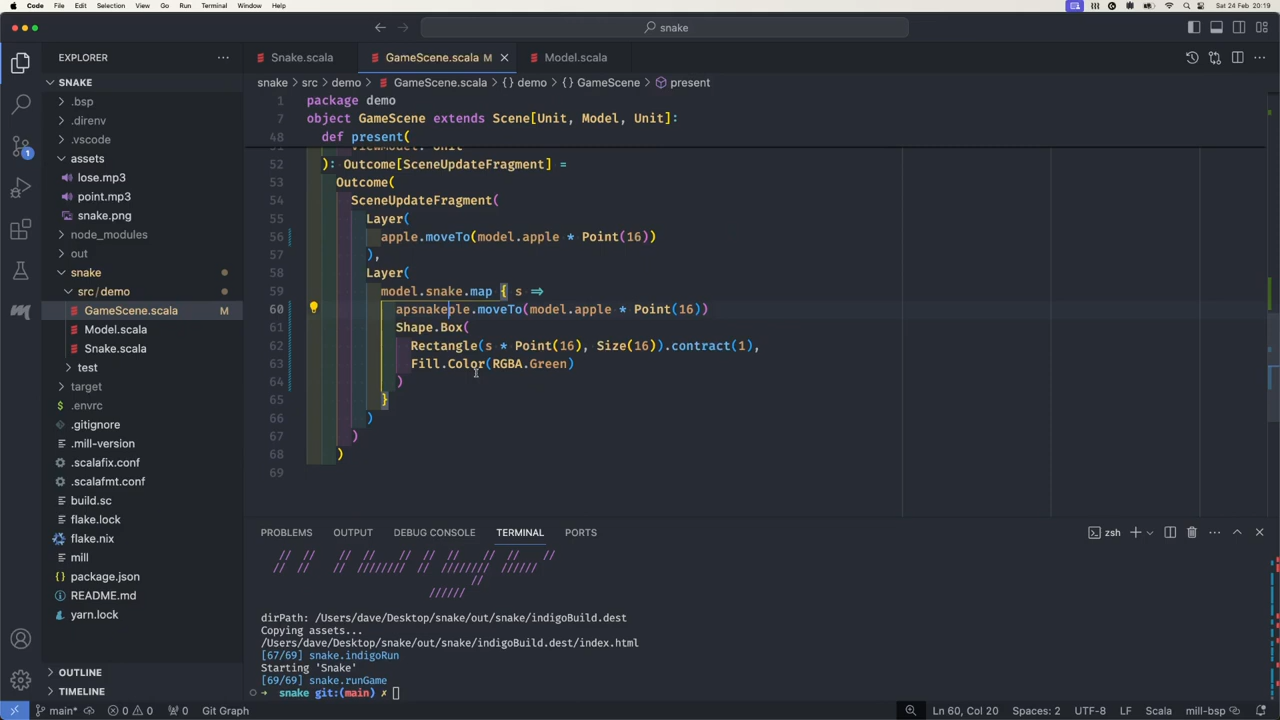 Code File Edit Selection View Go Run Terminal Window Help Sat 24 Feb 20:19
snake
EXPLORER
SNAKE
.bsp
.direnv
.vscode
assets
lose.mp3
point.mp3
snake.png
node_modules
out
snake
src/demo
GameScene.scala M
Model.scala
Snake.scala
test
target
.envrc
.gitignore
.mill-version
.scalafix.conf
.scalafmt.conf
build.sc
flake.lock
flake.nix
mill
package.json
README.md
yarn.lock
OUTLINE
TIMELINE
1
Snake.scala GameScene.scala M Model.scala
snake > src > demo > GameScene.scala > {} demo > {} GameScene > present
1 package demo
7 object GameScene extends Scene[Unit, Model, Unit]:
48 def present(
viewModel: Unit
52 ): Outcome[SceneUpdateFragment] =
53 Outcome(
54 SceneUpdateFragment(
55 Layer(
56 apple.moveTo(model.apple * Point(16))
57 ),
58 Layer(
59 model.snake.map { s =>
60 apsnakeple.moveTo(model.apple * Point(16))
61 Shape.Box(
62 Rectangle(s * Point(16), Size(16)).contract(1),
63 Fill.Color(RGBA.Green)
64 )
65 }
66 )
67 )
68 )
69
PROBLEMS OUTPUT DEBUG CONSOLE TERMINAL PORTS zsh
// // // // // // // // // //
// // // //////// // // //////// //////
//
//////
dirPath: /Users/dave/Desktop/snake/out/snake/indigoBuild.dest
Copying assets...
/Users/dave/Desktop/snake/out/snake/indigoBuild.dest/index.html
[67/69] snake.indigoRun
Starting 'Snake'
[69/69] snake.runGame
→ snake git:(main) ✗
main* 0 0 0 Git Graph Ln 60, Col 20 Spaces: 2 UTF-8 LF Scala mill-bsp